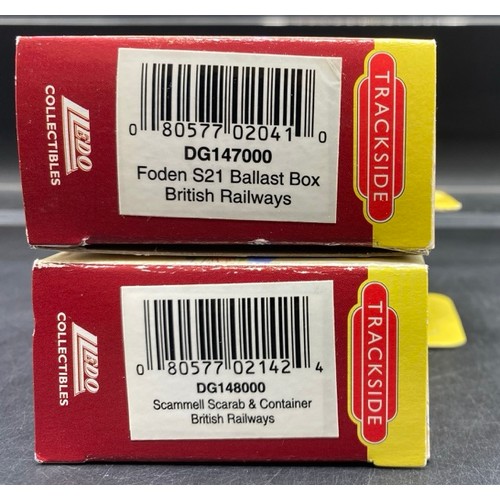 LLEDO
COLLECTIBLES
0 80577 02041 0
DG147000
Foden S21 Ballast Box
British Railways
TRACKSIDE
LLEDO
COLLECTIBLES
0 80577 02142 4
DG148000
Scammell Scarab & Container
British Railways
TRACKSIDE